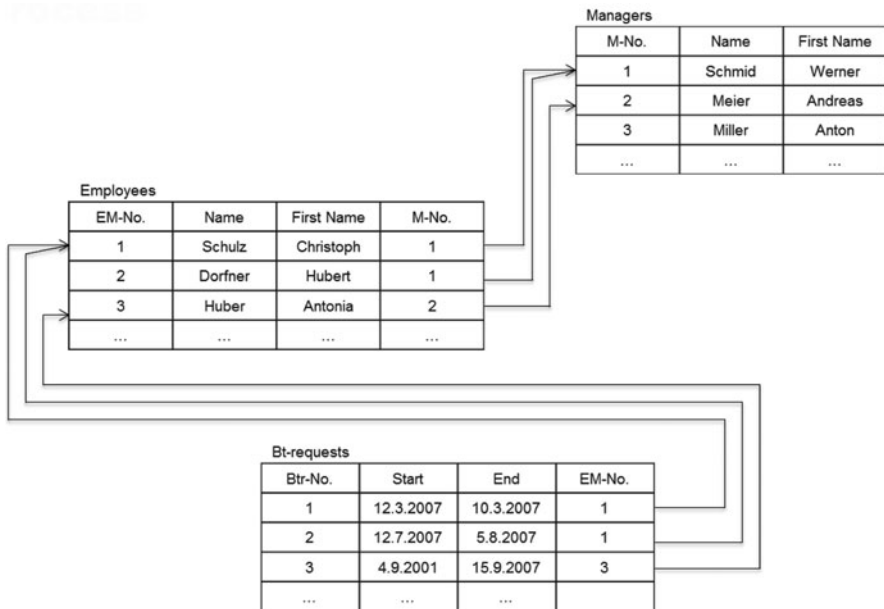 Managers
M-No. Name First Name
1 Schmid Werner
2 Meier Andreas
3 Miller Anton
... ... ...
Employees
EM-No. Name First Name M-No.
1 Schulz Christoph 1
2 Dorfner Hubert 1
3 Huber Antonia 2
... ... ... ...
Bt-requests
Btr-No. Start End EM-No.
1 12.3.2007 10.3.2007 1
2 12.7.2007 5.8.2007 1
3 4.9.2001 15.9.2007 3
... ... ...